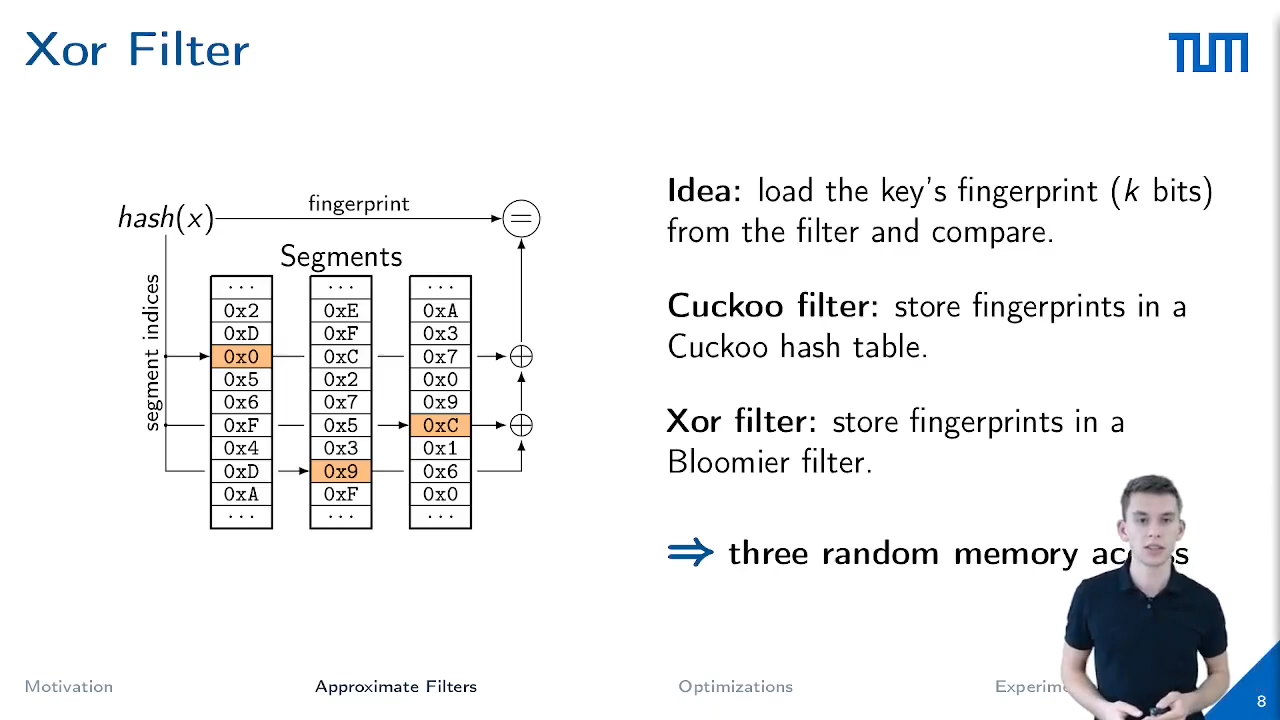 Xor Filter
TUM
hash(x)
fingerprint
=
Segments
segment indices
··· ··· ···
0x2 0xE 0xA
0xD 0xF 0x3
0x0 0xC 0x7 ⊕
0x5 0x2 0x0
0x6 0x7 0x9
0xF 0x5 0xC ⊕
0x4 0x3 0x1
0xD 0x9 0x6
0xA 0xF 0x0
··· ··· ···
Idea: load the key's fingerprint (k bits)
from the filter and compare.
Cuckoo filter: store fingerprints in a
Cuckoo hash table.
Xor filter: store fingerprints in a
Bloomier filter.
⇒ three random memory
Motivation
Approximate Filters
Optimizations
8